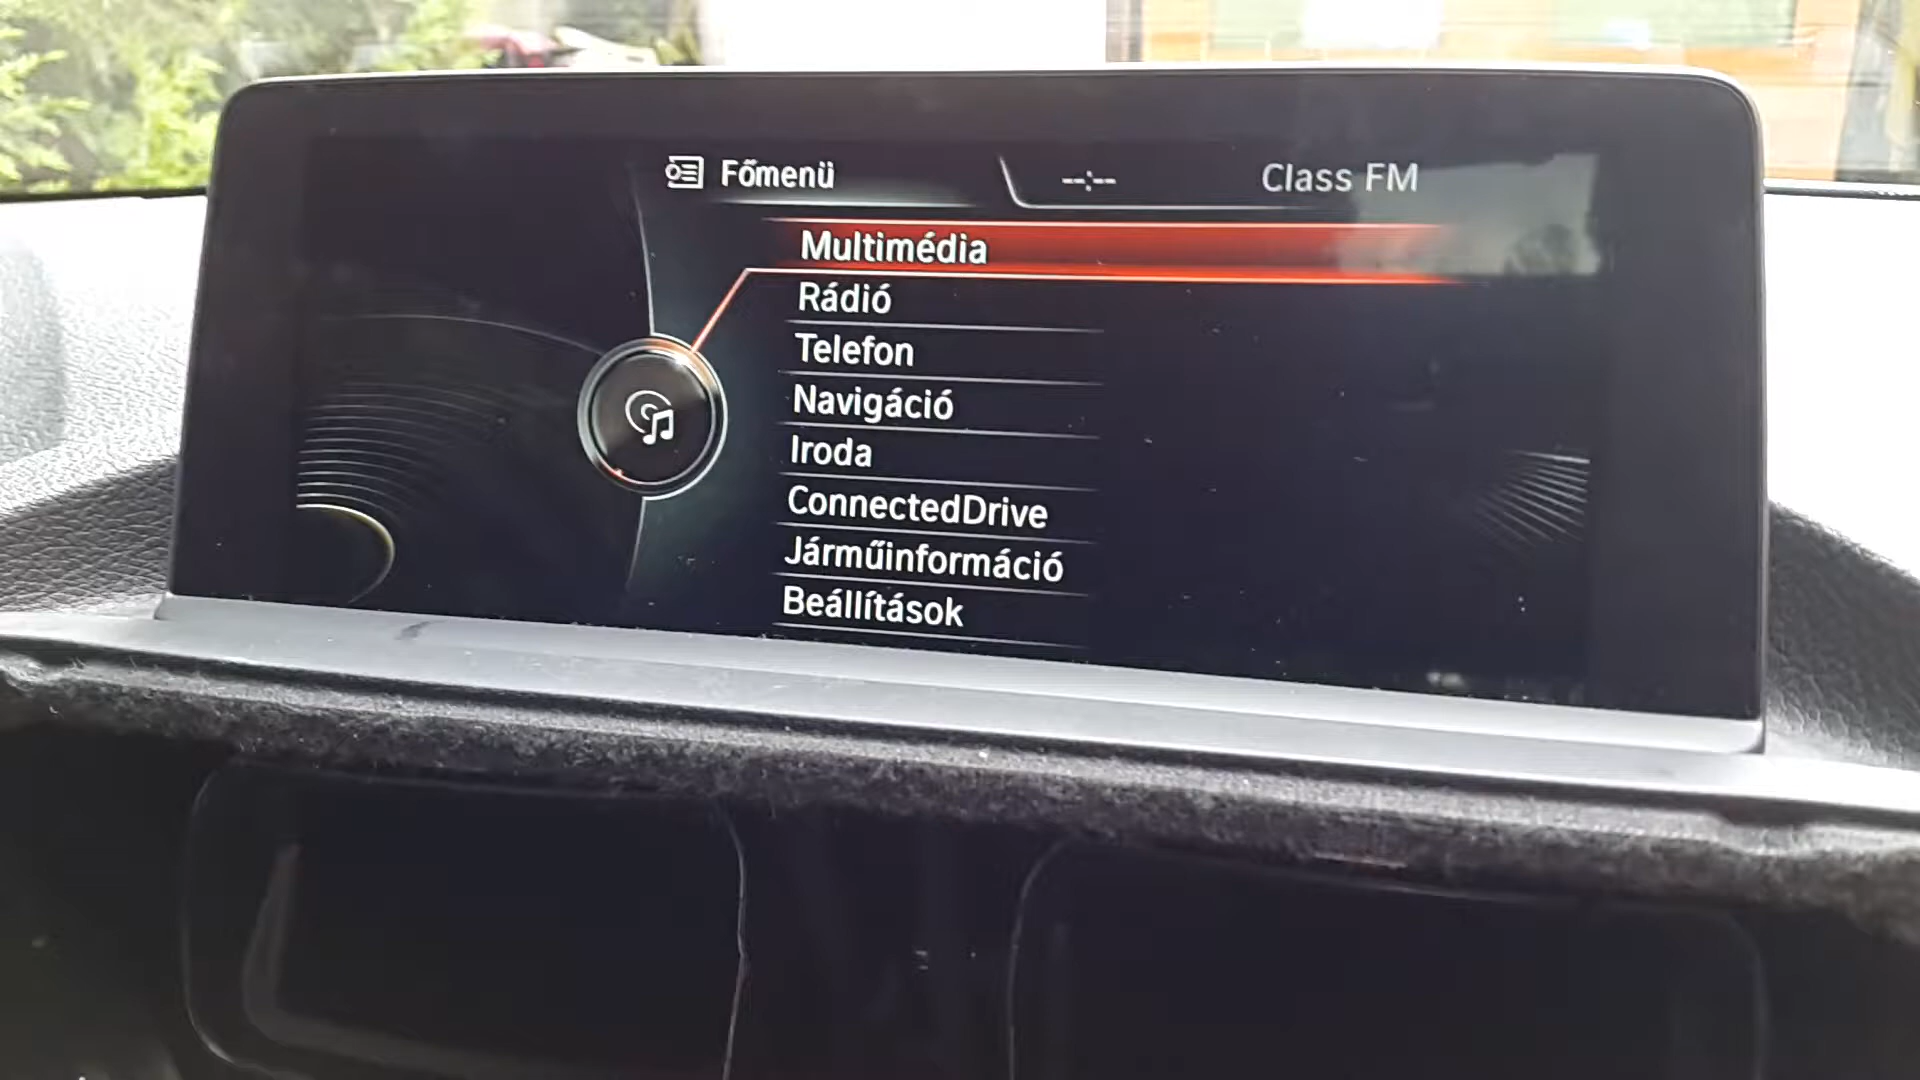 Főmenü --:-- Class FM
Multimédia
Rádió
Telefon
Navigáció
Iroda
ConnectedDrive
Járműinformáció
Beállítások